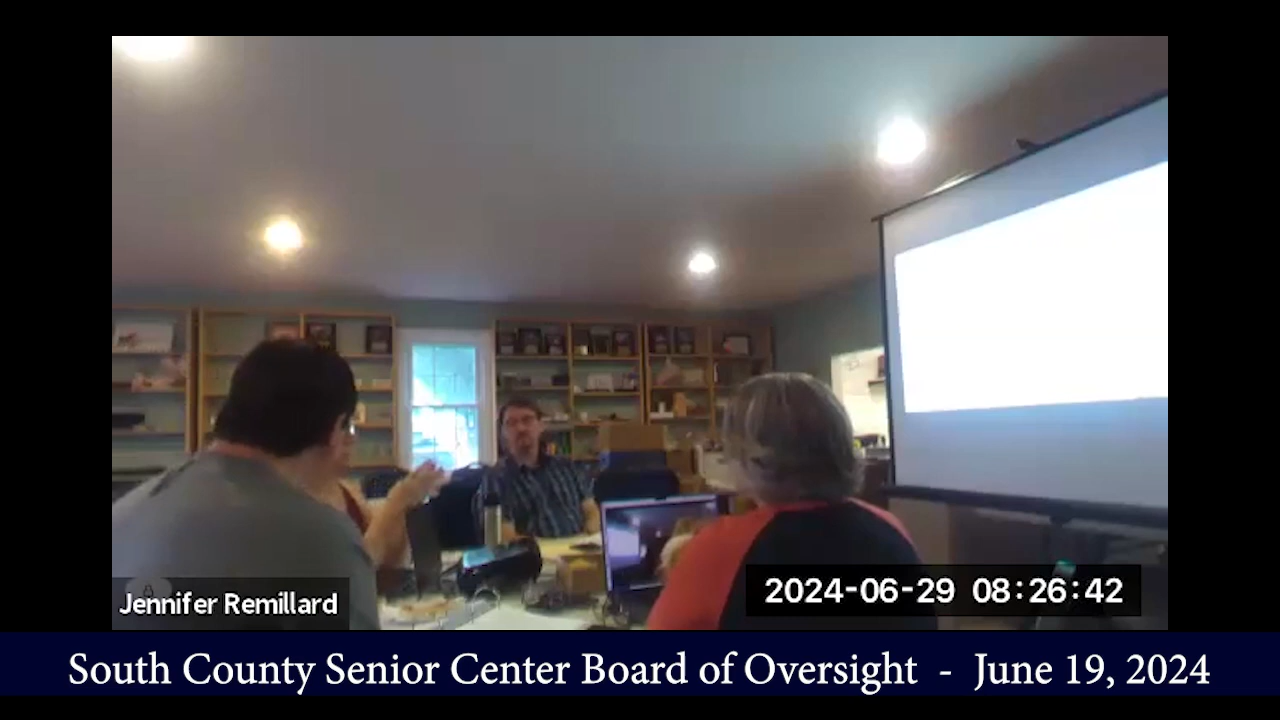 Jennifer Remillard
2024-06-29 08:26:42
South County Senior Center Board of Oversight - June 19, 2024